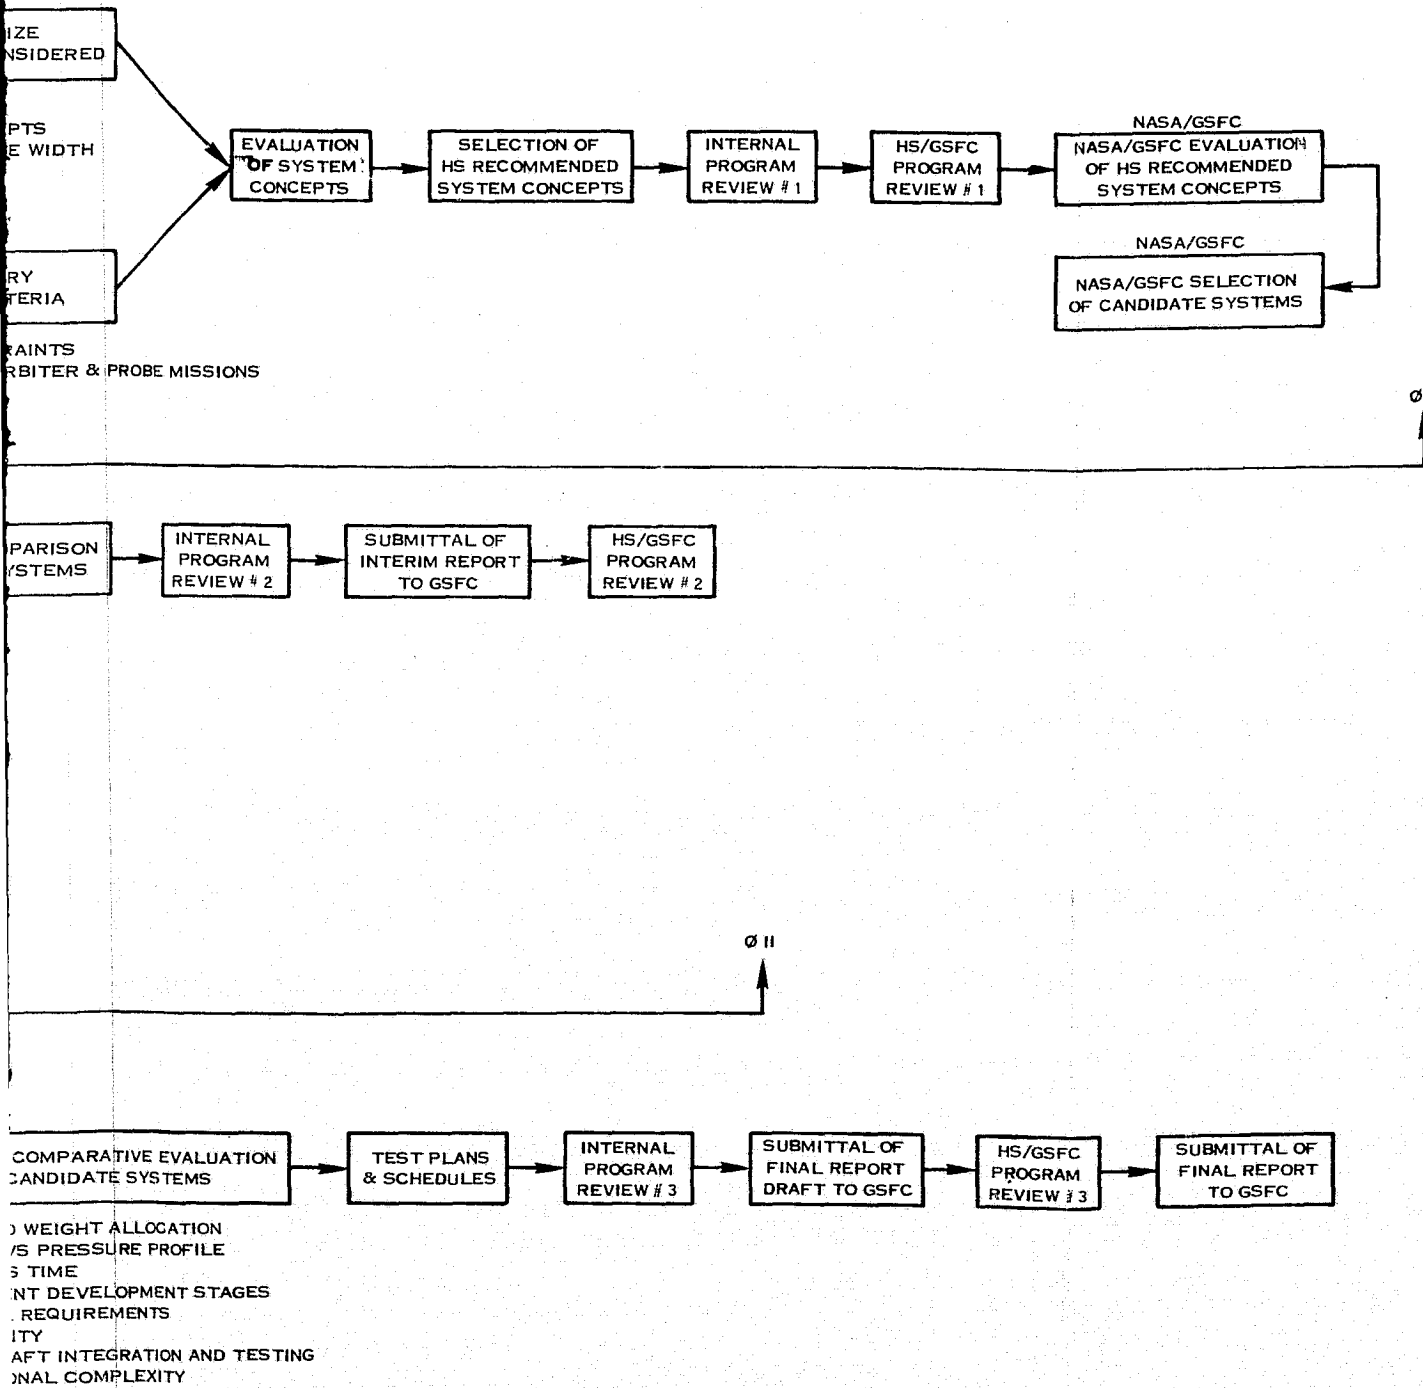 IZE
NSIDERED
PTS
E WIDTH
RY
TERIA
RAINTS
RBITER & PROBE MISSIONS
EVALUATION
OF SYSTEM
CONCEPTS
SELECTION OF
HS RECOMMENDED
SYSTEM CONCEPTS
INTERNAL
PROGRAM
REVIEW #1
HS/GSFC
PROGRAM
REVIEW #1
NASA/GSFC
NASA/GSFC EVALUATION
OF HS RECOMMENDED
SYSTEM CONCEPTS
NASA/GSFC
NASA/GSFC SELECTION
OF CANDIDATE SYSTEMS
Ø
PARISON
YSTEMS
INTERNAL
PROGRAM
REVIEW #2
SUBMITTAL OF
INTERIM REPORT
TO GSFC
HS/GSFC
PROGRAM
REVIEW #2
Ø II
COMPARATIVE EVALUATION
CANDIDATE SYSTEMS
TEST PLANS
& SCHEDULES
INTERNAL
PROGRAM
REVIEW #3
SUBMITTAL OF
FINAL REPORT
DRAFT TO GSFC
HS/GSFC
PROGRAM
REVIEW #3
SUBMITTAL OF
FINAL REPORT
TO GSFC
D WEIGHT ALLOCATION
VS PRESSURE PROFILE
S TIME
NT DEVELOPMENT STAGES
REQUIREMENTS
ITY
AFT INTEGRATION AND TESTING
ONAL COMPLEXITY